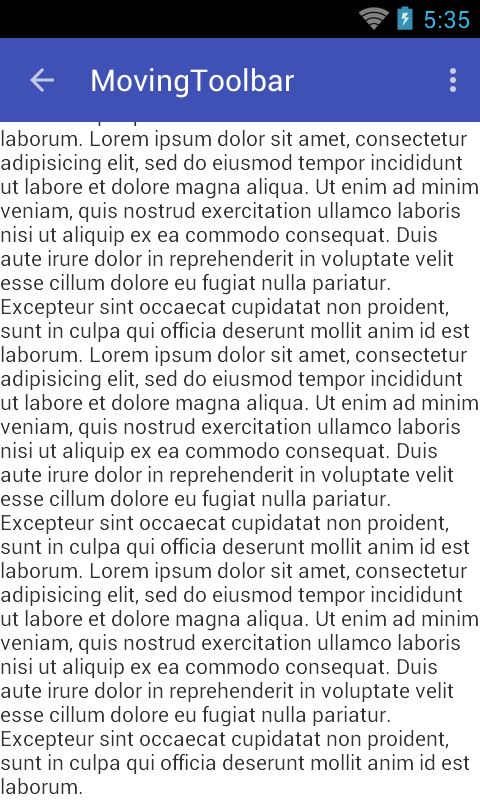 5:35
MovingToolbar
laborum. Lorem ipsum dolor sit amet, consectetur
adipisicing elit, sed do eiusmod tempor incididunt
ut labore et dolore magna aliqua. Ut enim ad minim
veniam, quis nostrud exercitation ullamco laboris
nisi ut aliquip ex ea commodo consequat. Duis
aute irure dolor in reprehenderit in voluptate velit
esse cillum dolore eu fugiat nulla pariatur.
Excepteur sint occaecat cupidatat non proident,
sunt in culpa qui officia deserunt mollit anim id est
laborum. Lorem ipsum dolor sit amet, consectetur
adipisicing elit, sed do eiusmod tempor incididunt
ut labore et dolore magna aliqua. Ut enim ad minim
veniam, quis nostrud exercitation ullamco laboris
nisi ut aliquip ex ea commodo consequat. Duis
aute irure dolor in reprehenderit in voluptate velit
esse cillum dolore eu fugiat nulla pariatur.
Excepteur sint occaecat cupidatat non proident,
sunt in culpa qui officia deserunt mollit anim id est
laborum. Lorem ipsum dolor sit amet, consectetur
adipisicing elit, sed do eiusmod tempor incididunt
ut labore et dolore magna aliqua. Ut enim ad minim
veniam, quis nostrud exercitation ullamco laboris
nisi ut aliquip ex ea commodo consequat. Duis
aute irure dolor in reprehenderit in voluptate velit
esse cillum dolore eu fugiat nulla pariatur.
Excepteur sint occaecat cupidatat non proident,
sunt in culpa qui officia deserunt mollit anim id est
laborum.